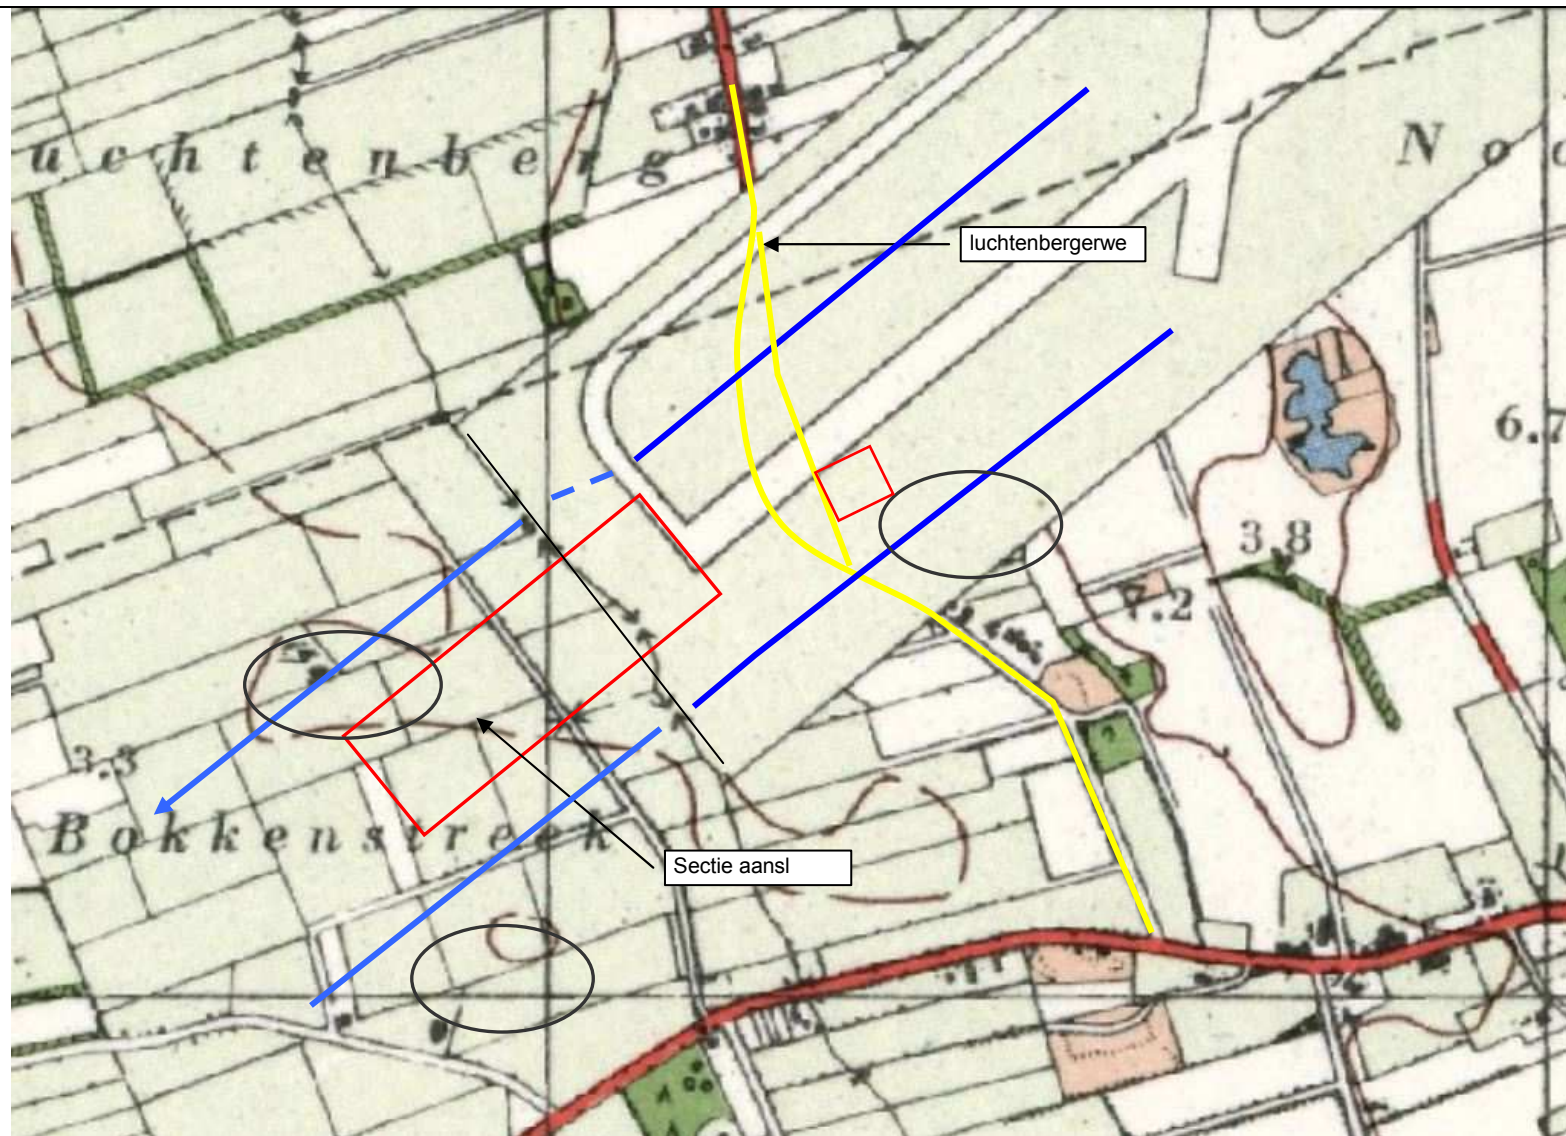 uchtenberg
No
luchtenbergerwe
6.7
3.8
7.2
3.3
Bokkenstreek
Sectie aansl